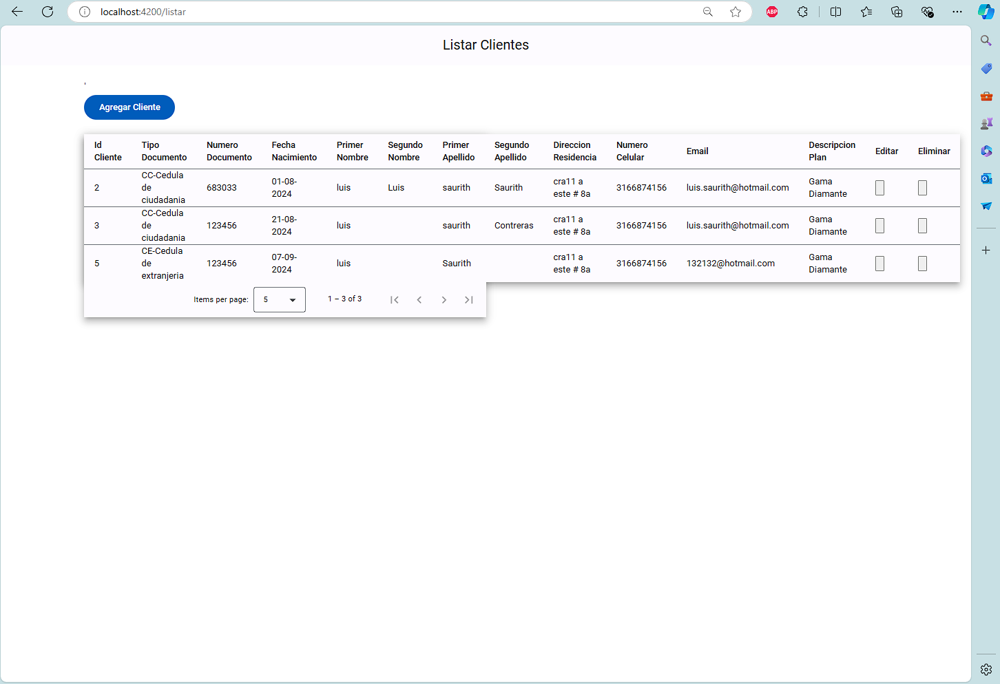 localhost:4200/listar
ABP
Listar Clientes
'
Agregar Cliente
Id Cliente Tipo Documento Numero Documento Fecha Nacimiento Primer Nombre Segundo Nombre Primer Apellido Segundo Apellido Direccion Residencia Numero Celular Email Descripcion Plan Editar Eliminar
2 CC-Cedula de ciudadania 683033 01-08-2024 luis Luis saurith Saurith cra11 a este # 8a 3166874156 luis.saurith@hotmail.com Gama Diamante
3 CC-Cedula de ciudadania 123456 21-08-2024 luis saurith Contreras cra11 a este # 8a 3166874156 luis.saurith@hotmail.com Gama Diamante
5 CE-Cedula de extranjeria 123456 07-09-2024 luis Saurith cra11 a este # 8a 3166874156 132132@hotmail.com Gama Diamante
Items per page: 5 1 – 3 of 3